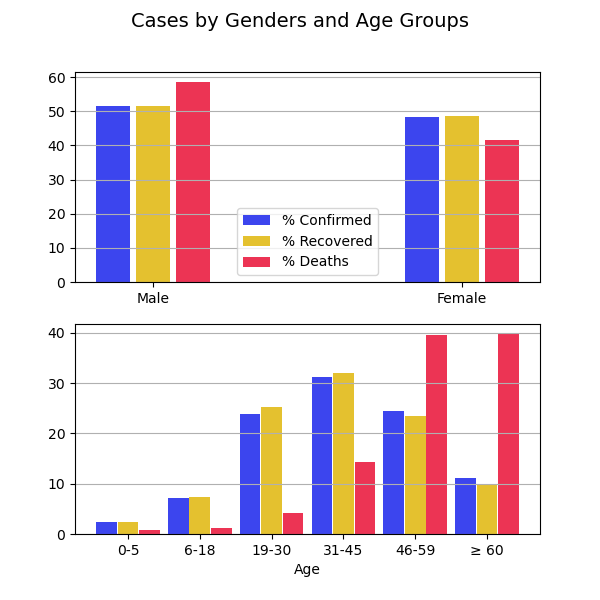 Cases by Genders and Age Groups
60
50
40
30
20
10
0
% Confirmed
% Recovered
% Deaths
Male Female
40
30
20
10
0
0-5 6-18 19-30 31-45 46-59 ≥ 60
Age